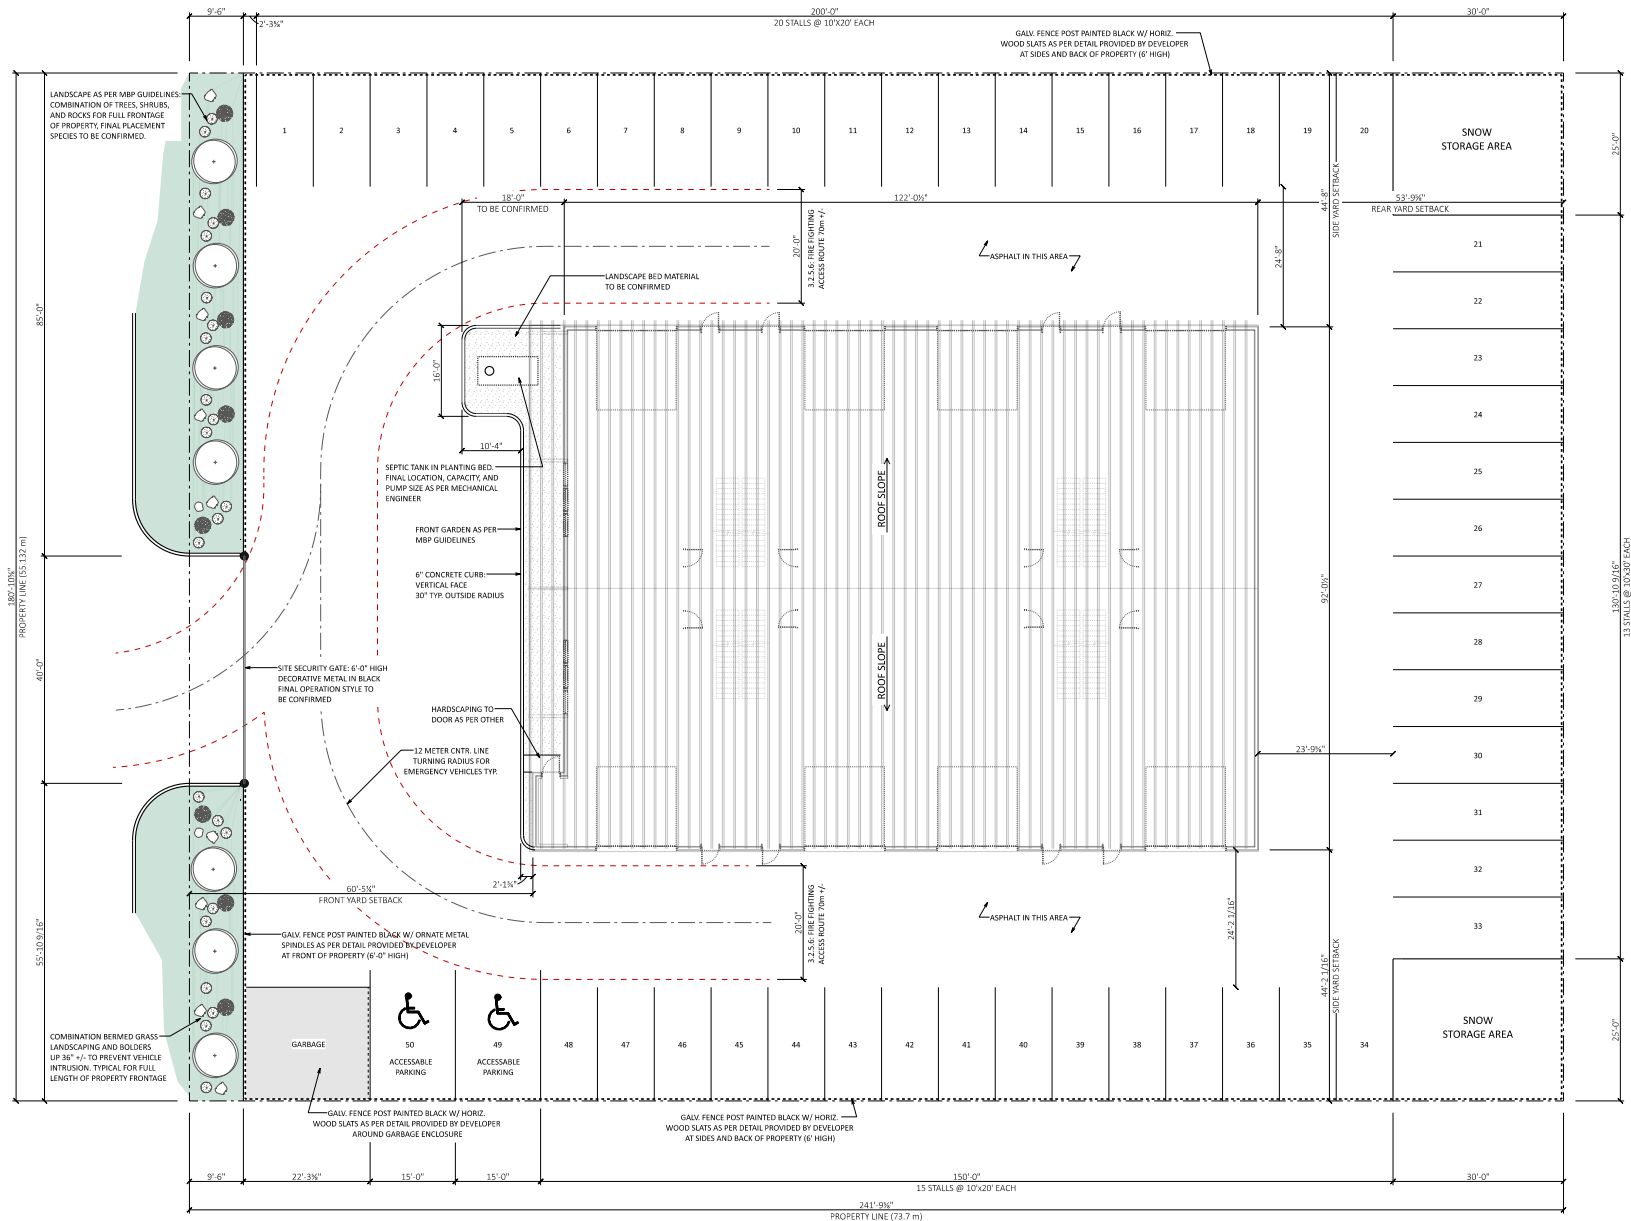 9'-6"
2'-3⅝"
200'-0"
20 STALLS @ 10'X20' EACH
30'-0"
GALV. FENCE POST PAINTED BLACK W/ HORIZ.
WOOD SLATS AS PER DETAIL PROVIDED BY DEVELOPER
AT SIDES AND BACK OF PROPERTY (6' HIGH)
LANDSCAPE AS PER MBP GUIDELINES:
COMBINATION OF TREES, SHRUBS,
AND ROCKS FOR FULL FRONTAGE
OF PROPERTY, FINAL PLACEMENT
SPECIES TO BE CONFIRMED.
1 2 3 4 5 6 7 8 9 10 11 12 13 14 15 16 17 18 19 20
SNOW
STORAGE AREA
25'-0"
18'-0"
TO BE CONFIRMED
122'-0½"
44'-8"
SIDE YARD SETBACK
53'-9⅝"
REAR YARD SETBACK
20'-0"
3.2.5.6: FIRE FIGHTING
ACCESS ROUTE 70m +/-
ASPHALT IN THIS AREA
24'-8"
LANDSCAPE BED MATERIAL
TO BE CONFIRMED
85'-0"
16'-0"
10'-4"
SEPTIC TANK IN PLANTING BED.
FINAL LOCATION, CAPACITY, AND
PUMP SIZE AS PER MECHANICAL
ENGINEER
FRONT GARDEN AS PER
MBP GUIDELINES
6" CONCRETE CURB:
VERTICAL FACE
30" TYP. OUTSIDE RADIUS
ROOF SLOPE
ROOF SLOPE
21
22
23
24
25
26
27
28
29
30
31
32
33
92'-0½"
130'-10 9/16"
13 STALLS @ 10'x30' EACH
180'-10⅝"
PROPERTY LINE (55.132 m)
40'-0"
SITE SECURITY GATE: 6'-0" HIGH
DECORATIVE METAL IN BLACK
FINAL OPERATION STYLE TO
BE CONFIRMED
HARDSCAPING TO
DOOR AS PER OTHER
12 METER CNTR. LINE
TURNING RADIUS FOR
EMERGENCY VEHICLES TYP.
23'-9⅝"
2'-1¾"
60'-5¼"
FRONT YARD SETBACK
20'-0"
3.2.5.6: FIRE FIGHTING
ACCESS ROUTE 70m +/-
ASPHALT IN THIS AREA
24'-2 1/16"
44'-2 1/16"
SIDE YARD SETBACK
55'-10 9/16"
GALV. FENCE POST PAINTED BLACK W/ ORNATE METAL
SPINDLES AS PER DETAIL PROVIDED BY DEVELOPER
AT FRONT OF PROPERTY (6'-0" HIGH)
COMBINATION BERMED GRASS
LANDSCAPING AND BOLDERS
UP 36" +/- TO PREVENT VEHICLE
INTRUSION. TYPICAL FOR FULL
LENGTH OF PROPERTY FRONTAGE
GARBAGE
50
ACCESSABLE
PARKING
49
ACCESSABLE
PARKING
48 47 46 45 44 43 42 41 40 39 38 37 36 35 34
SNOW
STORAGE AREA
25'-0"
GALV. FENCE POST PAINTED BLACK W/ HORIZ.
WOOD SLATS AS PER DETAIL PROVIDED BY DEVELOPER
AROUND GARBAGE ENCLOSURE
GALV. FENCE POST PAINTED BLACK W/ HORIZ.
WOOD SLATS AS PER DETAIL PROVIDED BY DEVELOPER
AT SIDES AND BACK OF PROPERTY (6' HIGH)
9'-6"
22'-3⅝"
15'-0"
15'-0"
150'-0"
15 STALLS @ 10'x20' EACH
30'-0"
241'-9⅝"
PROPERTY LINE (73.7 m)